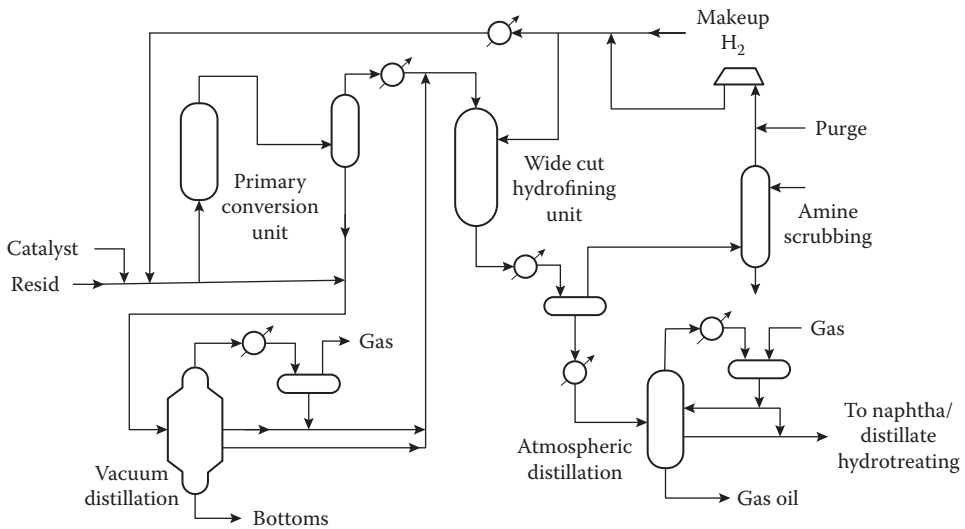 Makeup
H2
Purge
Wide cut
hydrofining
unit
Primary
conversion
unit
Amine
scrubbing
Catalyst
Resid
Gas
Gas
To naphtha/
distillate
hydrotreating
Atmospheric
distillation
Vacuum
distillation
Gas oil
Bottoms